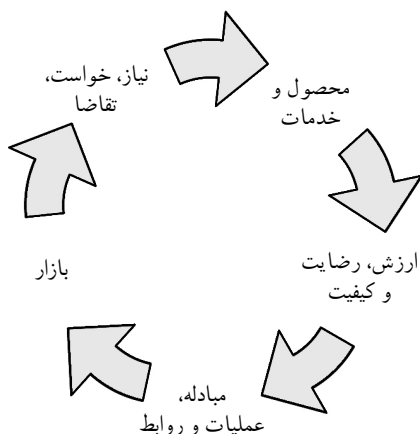 نیاز، خواست،
تقاضا
محصول و
خدمات
ارزش، رضایت
و کیفیت
مبادله،
عملیات و روابط
بازار